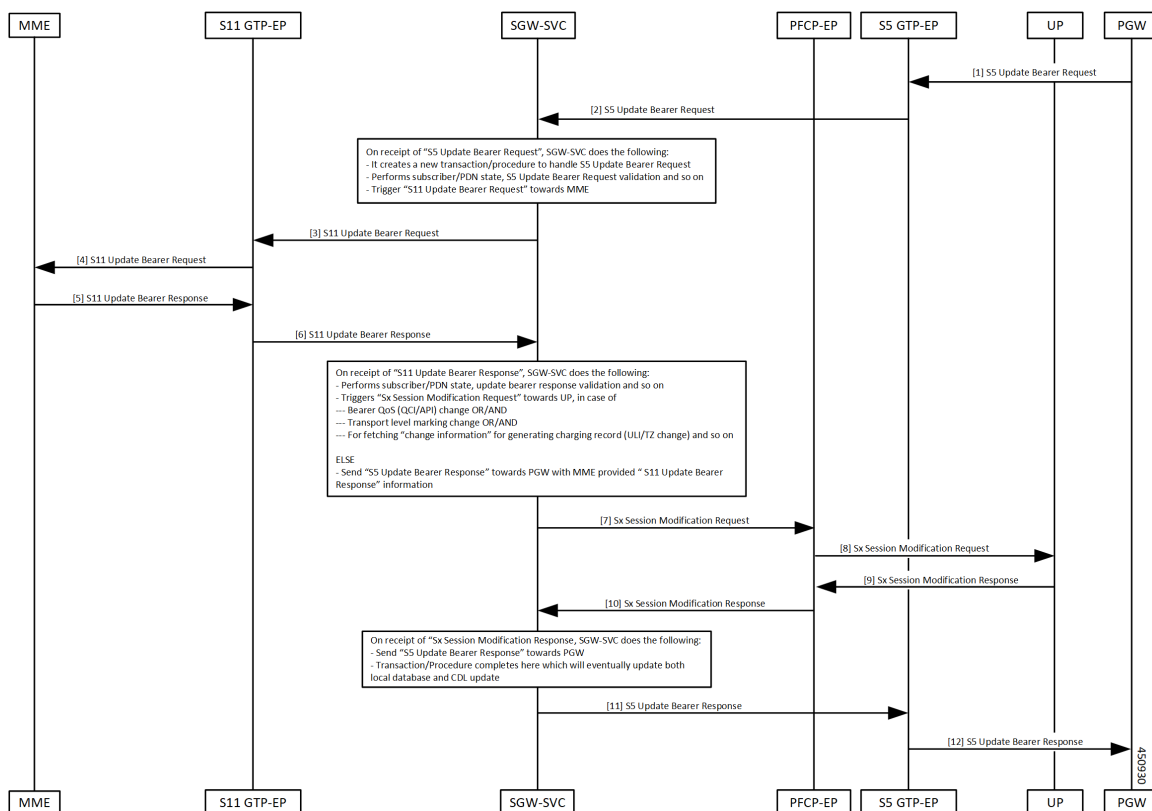 MME
S11 GTP-EP
SGW-SVC
PFCP-EP
S5 GTP-EP
UP
PGW
[1] S5 Update Bearer Request
[2] S5 Update Bearer Request
On receipt of “S5 Update Bearer Request”, SGW-SVC does the following:
- It creates a new transaction/procedure to handle S5 Update Bearer Request
- Performs subscriber/PDN state, S5 Update Bearer Request validation and so on
- Trigger “S11 Update Bearer Request” towards MME
[3] S11 Update Bearer Request
[4] S11 Update Bearer Request
[5] S11 Update Bearer Response
[6] S11 Update Bearer Response
On receipt of “S11 Update Bearer Response”, SGW-SVC does the following:
- Performs subscriber/PDN state, update bearer response validation and so on
- Triggers “Sx Session Modification Request” towards UP, in case of
--- Bearer QoS (QCI/API) change OR/AND
--- Transport level marking change OR/AND
--- For fetching “change information” for generating charging record (ULI/TZ change) and so on
ELSE
- Send “S5 Update Bearer Response” towards PGW with MME provided “ S11 Update Bearer
Response” information
[7] Sx Session Modification Request
[8] Sx Session Modification Request
[9] Sx Session Modification Response
[10] Sx Session Modification Response
On receipt of “Sx Session Modification Response, SGW-SVC does the following:
- Send “S5 Update Bearer Response” towards PGW
- Transaction/Procedure completes here which will eventually update both
local database and CDL update
[11] S5 Update Bearer Response
[12] S5 Update Bearer Response
450930
MME
S11 GTP-EP
SGW-SVC
PFCP-EP
S5 GTP-EP
UP
PGW